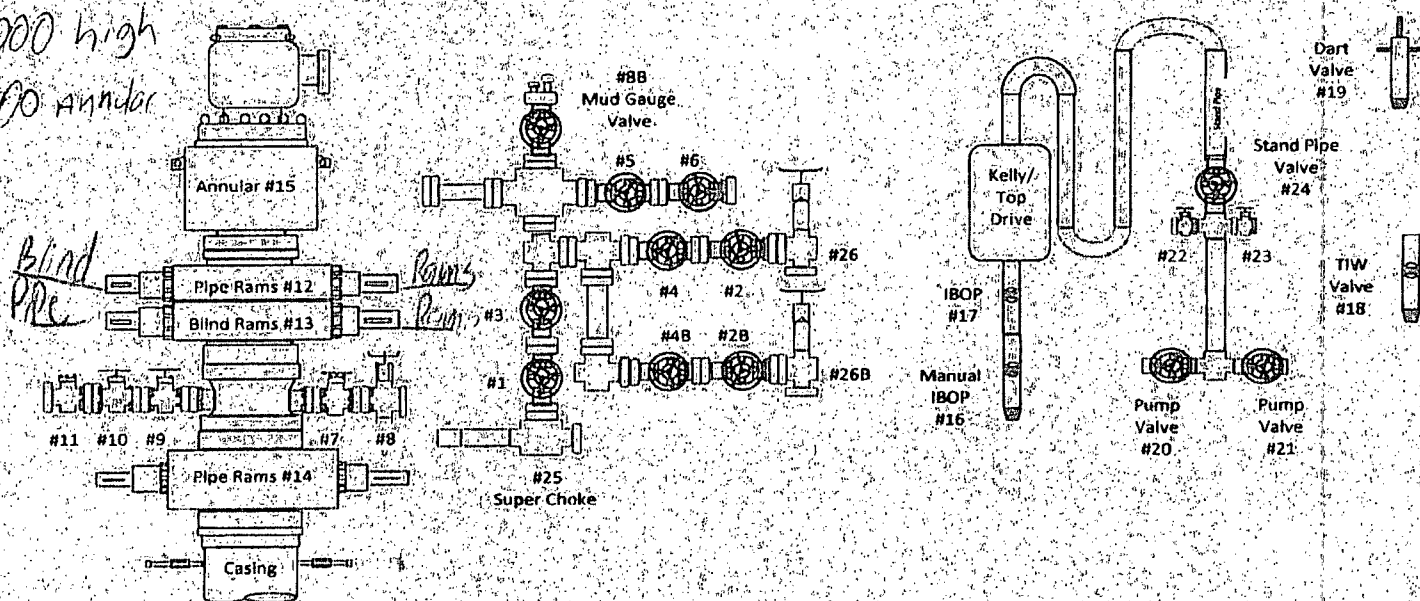 000 high
00 Annular
Annular #15
Blind Rams
Pipe Rams #12
Pipe Rams
Blind Rams #13
#11 #10 #9 #7 #8
Pipe Rams #14
Casing
#8B
Mud Gauge
Valve
#5 #6
#26
#4 #2
#3
#4B #2B
#1
#26B
#25
Super Choke
Kelly/
Top
Drive
IBOP
#17
Manual
IBOP
#16
Stand Pipe
Stand Pipe
Valve
#24
#22 #23
Pump
Valve
#20
Pump
Valve
#21
Dart
Valve
#19
TIW
Valve
#18